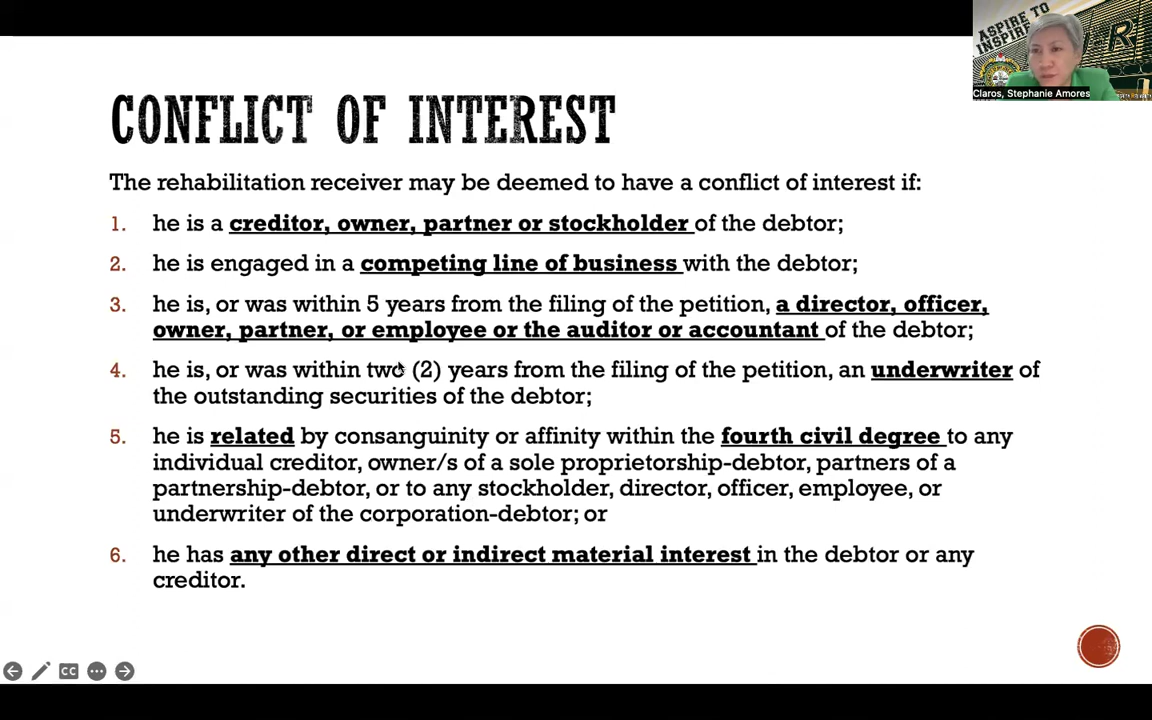 ASPIRE TO
INSPIRE
R
Claros, Stephanie Amores
CONFLICT OF INTEREST
The rehabilitation receiver may be deemed to have a conflict of interest if:
1. he is a creditor, owner, partner or stockholder of the debtor;
2. he is engaged in a competing line of business with the debtor;
3. he is, or was within 5 years from the filing of the petition, a director, officer,
owner, partner, or employee or the auditor or accountant of the debtor;
4. he is, or was within two (2) years from the filing of the petition, an underwriter of
the outstanding securities of the debtor;
5. he is related by consanguinity or affinity within the fourth civil degree to any
individual creditor, owner/s of a sole proprietorship-debtor, partners of a
partnership-debtor, or to any stockholder, director, officer, employee, or
underwriter of the corporation-debtor; or
6. he has any other direct or indirect material interest in the debtor or any
creditor.
CC